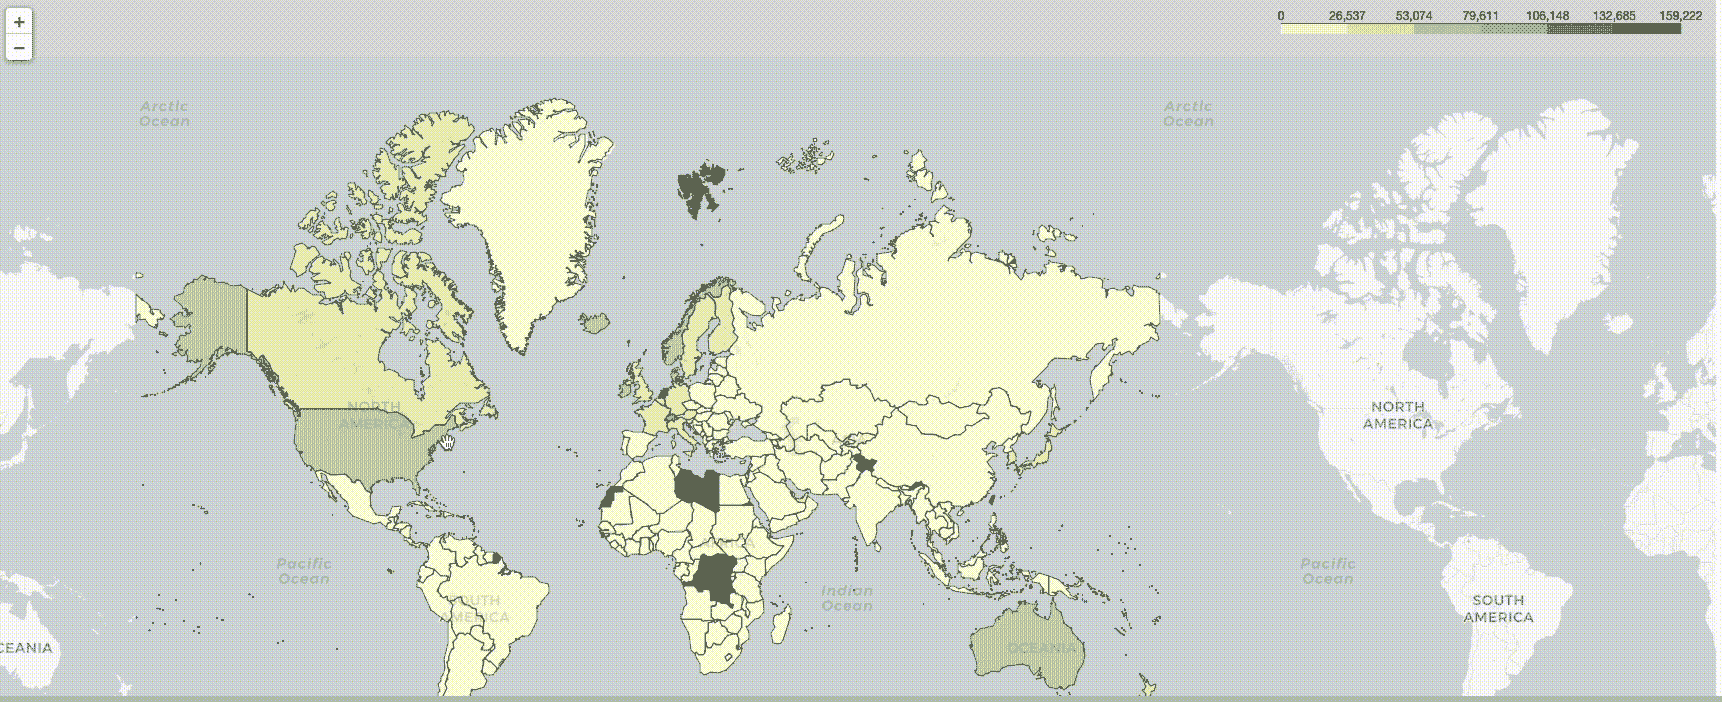 +
−
0 26,537 53,074 79,611 106,148 132,685 159,222
Arctic
Ocean
Arctic
Ocean
NORTH
AMERICA
NORTH
AMERICA
Pacific
Ocean
Indian
Ocean
Pacific
Ocean
SOUTH
AMERICA
SOUTH
AMERICA
CEANIA
OCEANIA